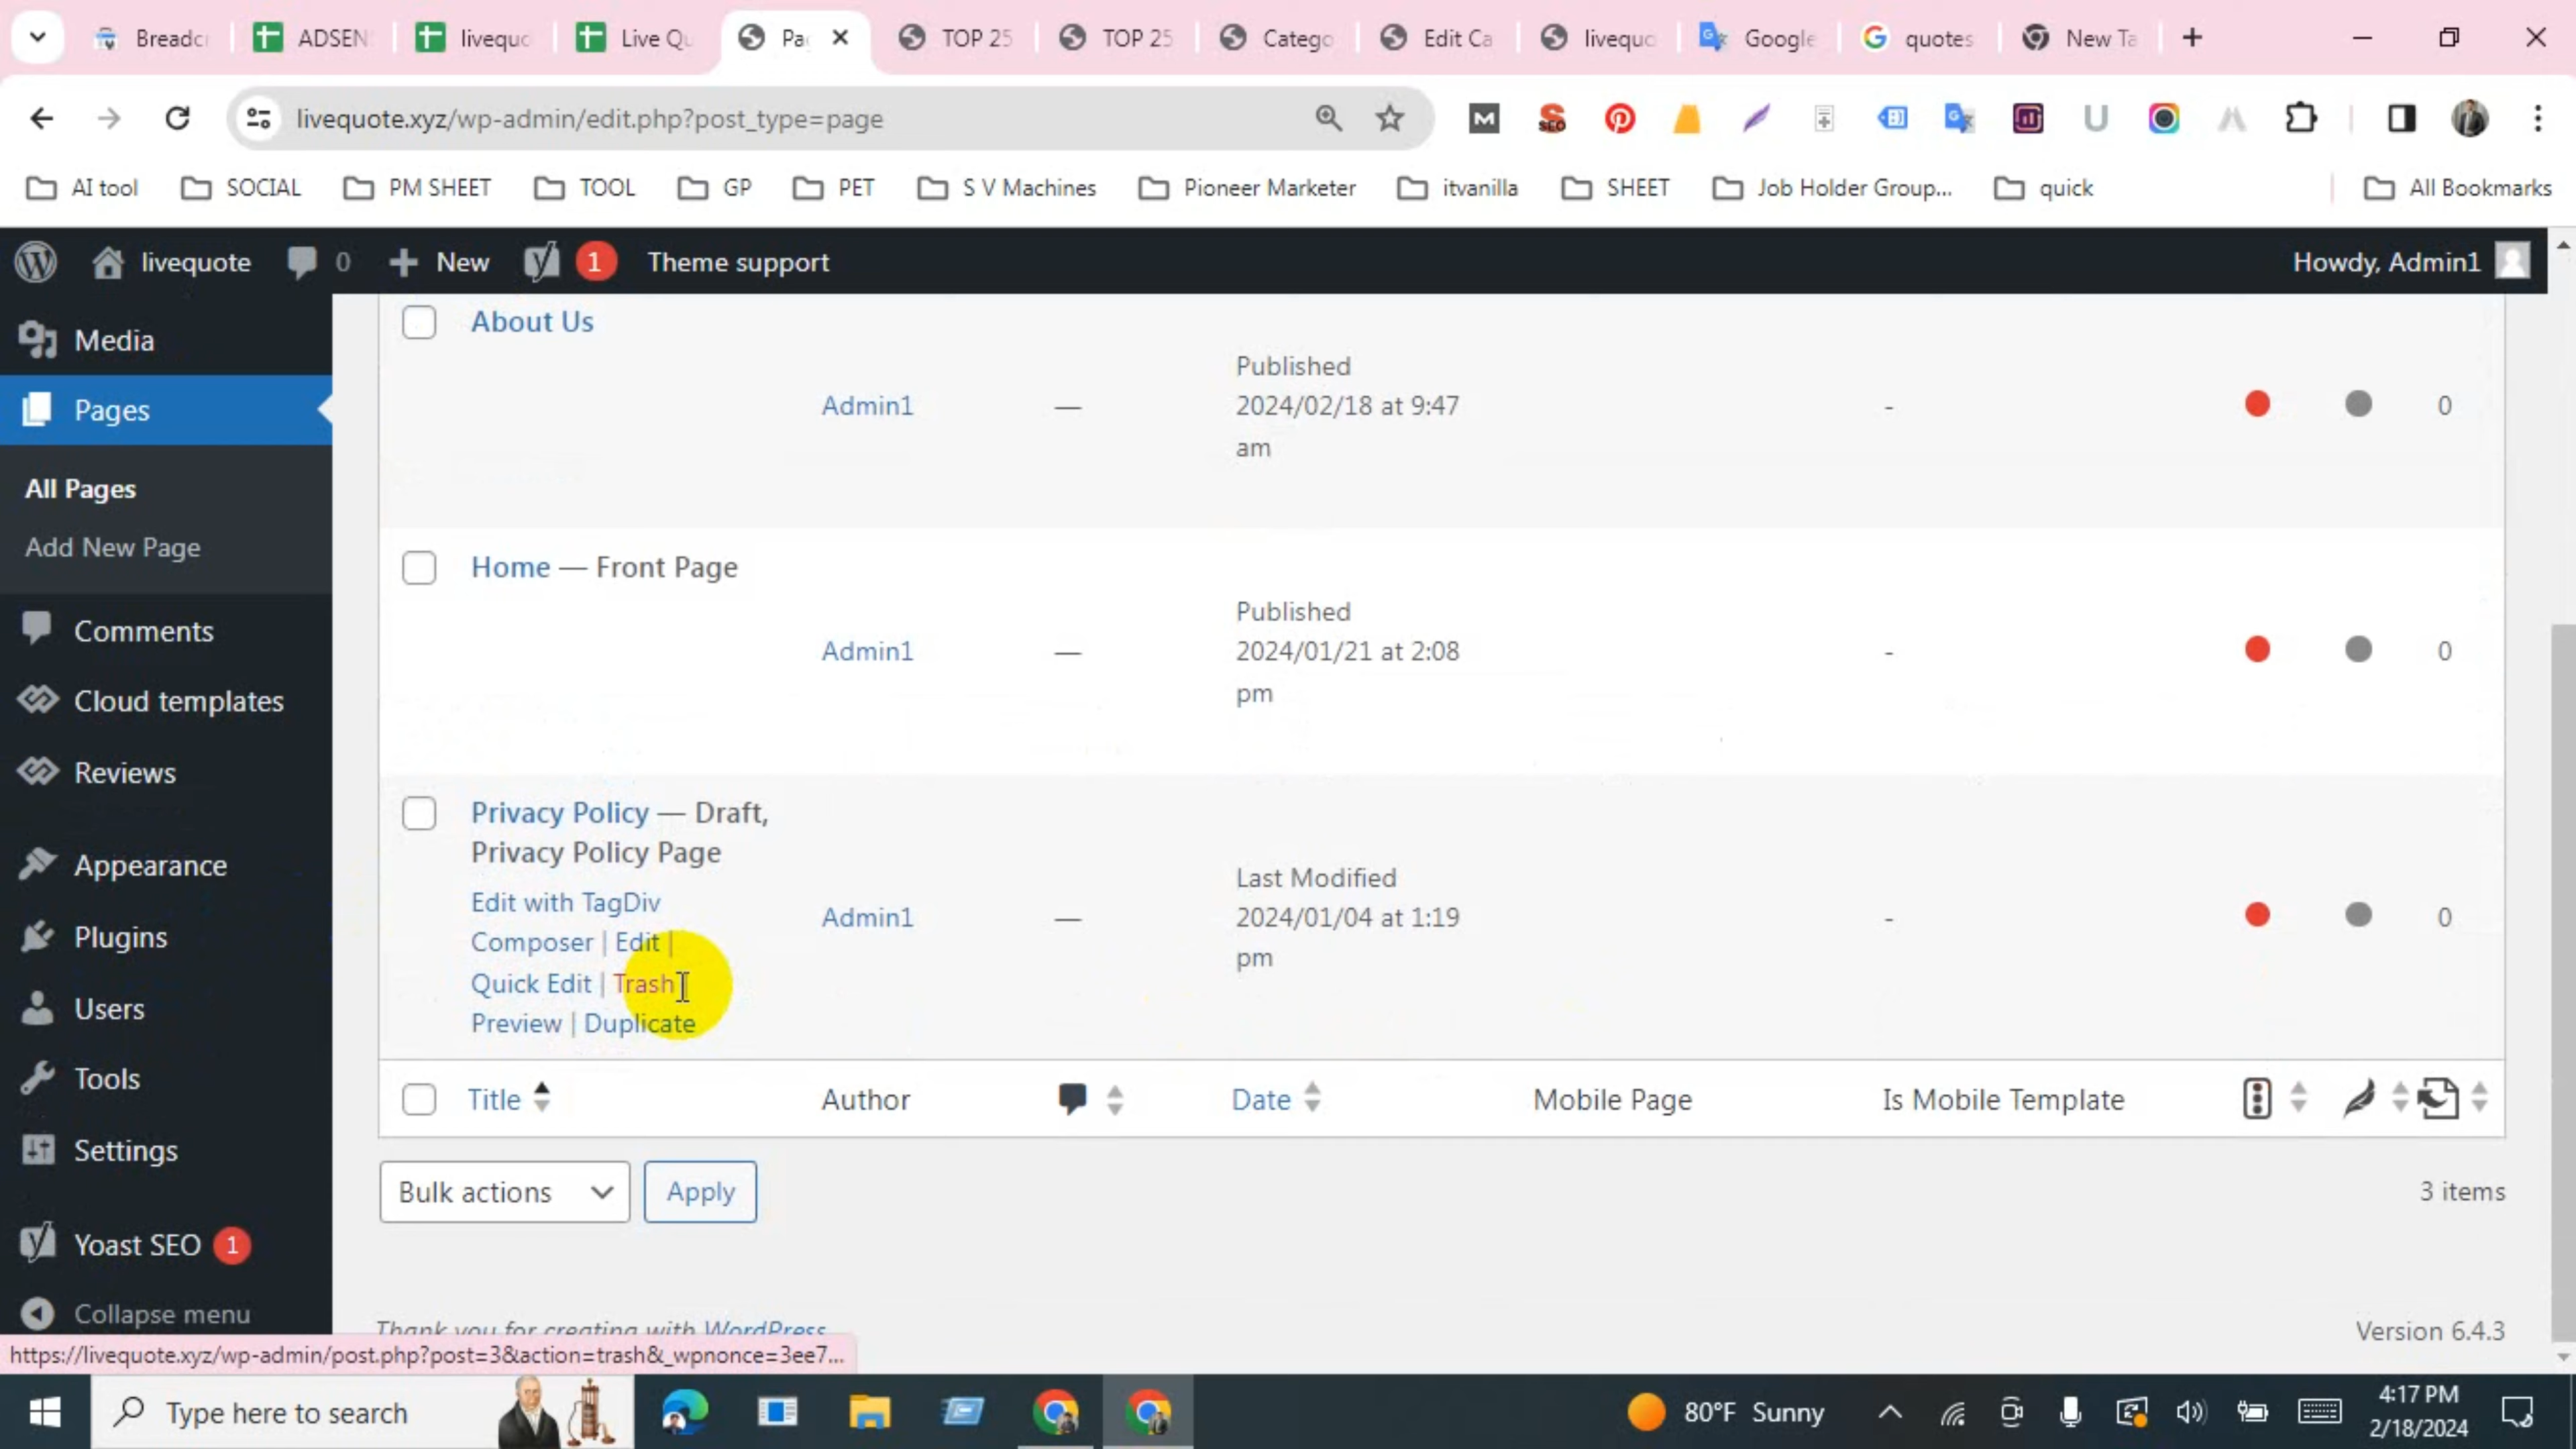 Breadc
ADSEN
livequo
Live Qu
Pa
TOP 25
TOP 25
Catego
Edit Ca
livequo
Google
quotes
New Ta
livequote.xyz/wp-admin/edit.php?post_type=page
AI tool
SOCIAL
PM SHEET
TOOL
GP
PET
S V Machines
Pioneer Marketer
itvanilla
SHEET
Job Holder Group...
quick
All Bookmarks
livequote
0
New
1
Theme support
Howdy, Admin1
Media
Pages
All Pages
Add New Page
Comments
Cloud templates
Reviews
Appearance
Plugins
Users
Tools
Settings
Yoast SEO 1
Collapse menu
About Us
Admin1
—
Published
2024/02/18 at 9:47
am
-
0
Home — Front Page
Admin1
—
Published
2024/01/21 at 2:08
pm
-
0
Privacy Policy — Draft,
Privacy Policy Page
Edit with TagDiv
Composer | Edit |
Quick Edit | Trash
Preview | Duplicate
Admin1
—
Last Modified
2024/01/04 at 1:19
pm
-
0
Title
Author
Date
Mobile Page
Is Mobile Template
Bulk actions
Apply
3 items
Thank you for creating with WordPress
Version 6.4.3
https://livequote.xyz/wp-admin/post.php?post=3&action=trash&_wpnonce=3ee7...
Type here to search
80°F Sunny
4:17 PM
2/18/2024